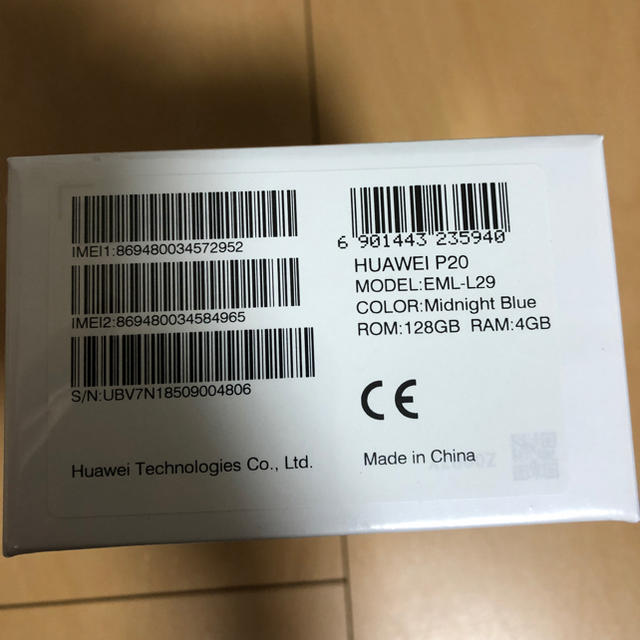 IMEI1:869480034572952
IMEI2:869480034584965
S/N:UBV7N18509004806
Huawei Technologies Co., Ltd.
6 901443 235940
HUAWEI P20
MODEL:EML-L29
COLOR:Midnight Blue
ROM:128GB RAM:4GB
CE
Made in China